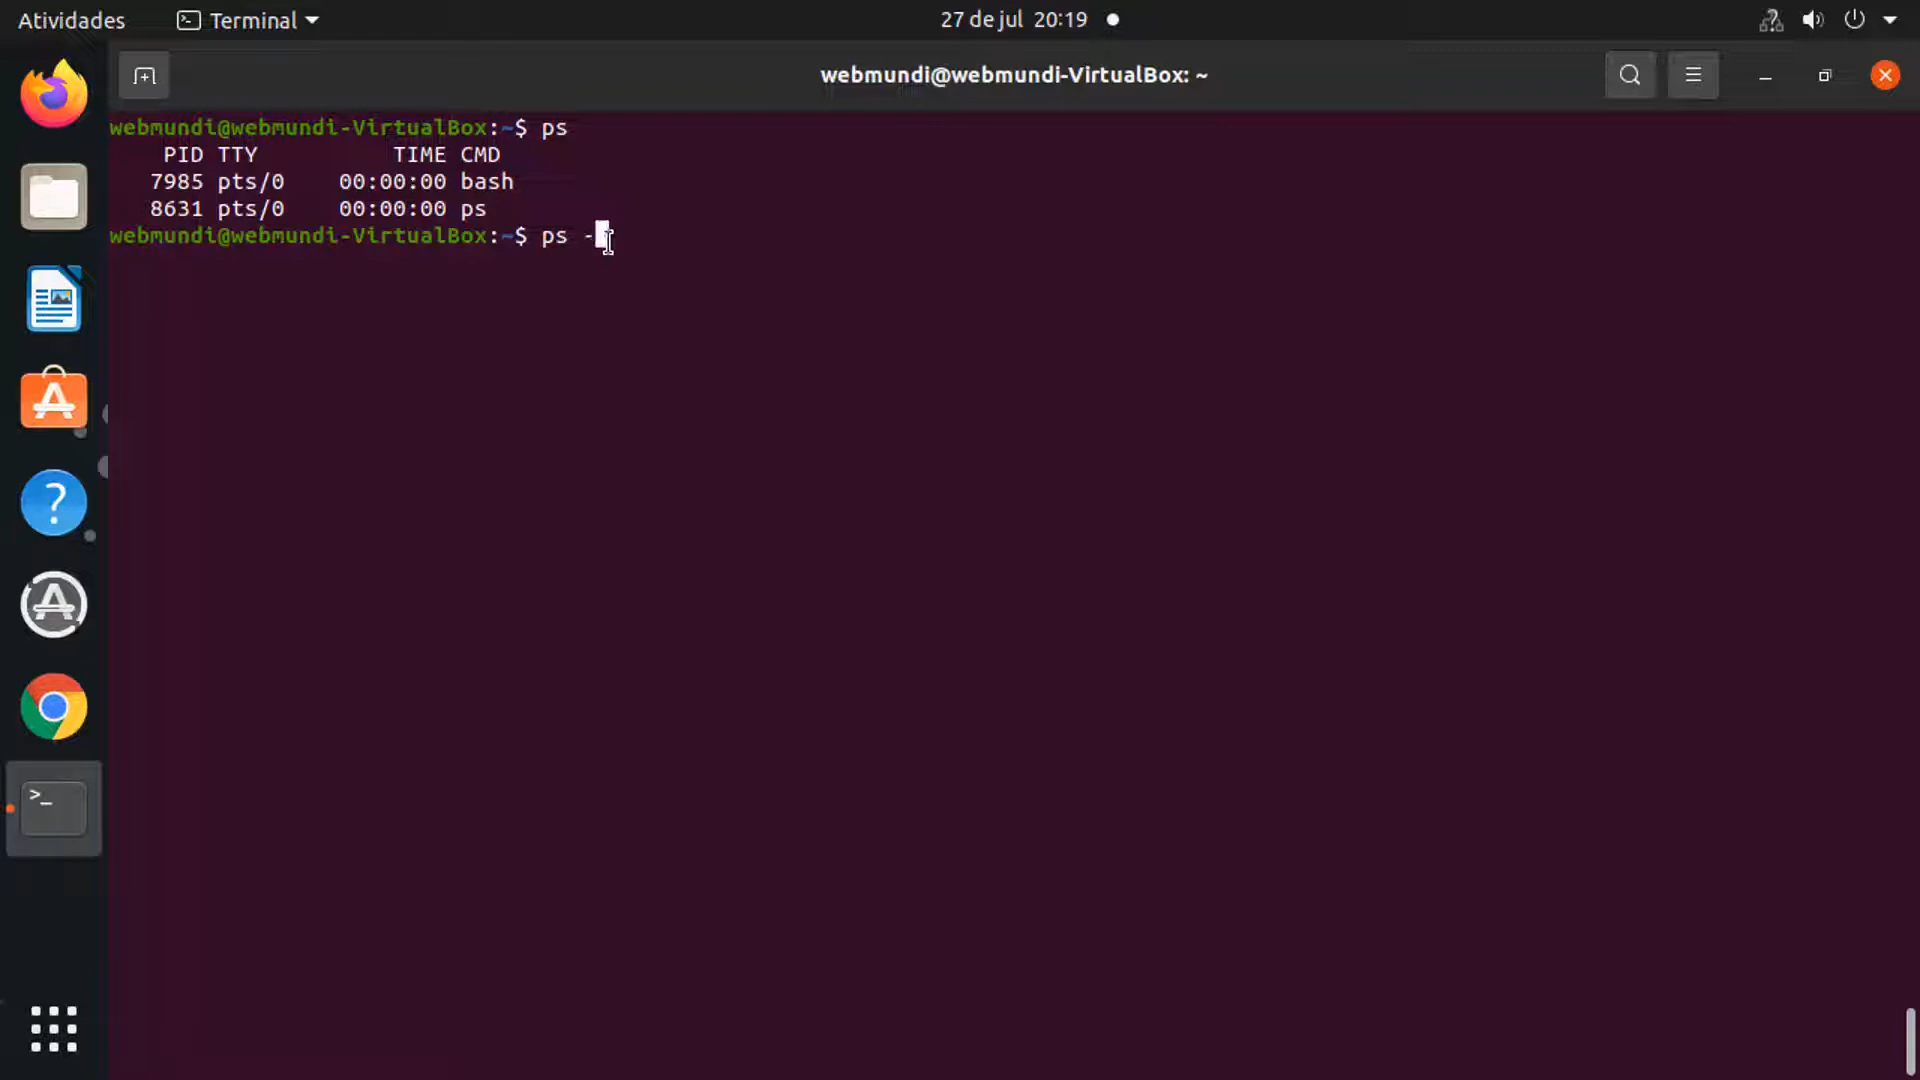 Atividades Terminal 27 de jul 20:19
webmundi@webmundi-VirtualBox: ~
webmundi@webmundi-VirtualBox:~$ ps
PID TTY TIME CMD
7985 pts/0 00:00:00 bash
8631 pts/0 00:00:00 ps
webmundi@webmundi-VirtualBox:~$ ps -